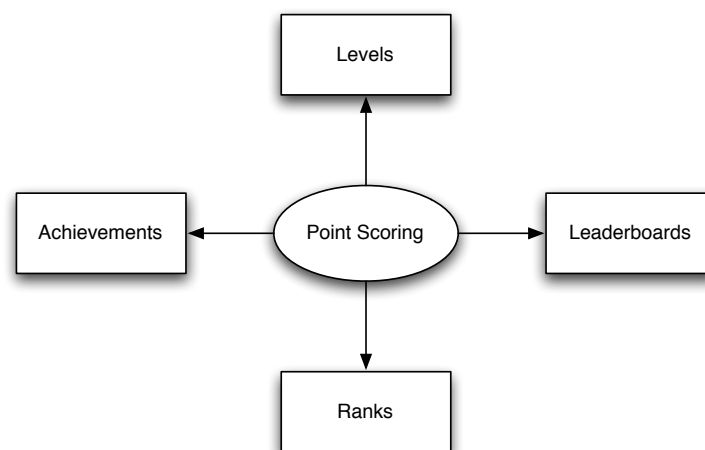 Levels
Achievements
Point Scoring
Leaderboards
Ranks